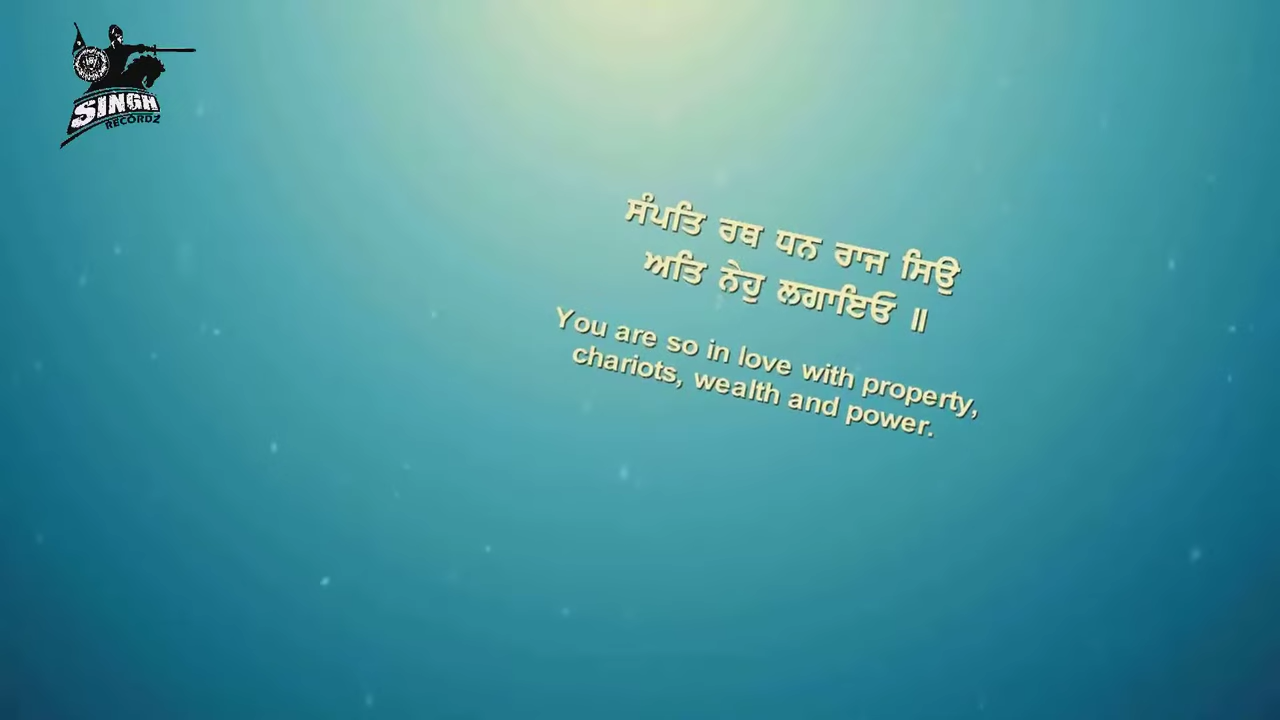 SINGH
RECORDZ
ਸੰਪਤਿ ਰਥ ਧਨ ਰਾਜ ਸਿਉ
ਅਤਿ ਨੇਹੁ ਲਗਾਇਓ ॥
You are so in love with property,
chariots, wealth and power.